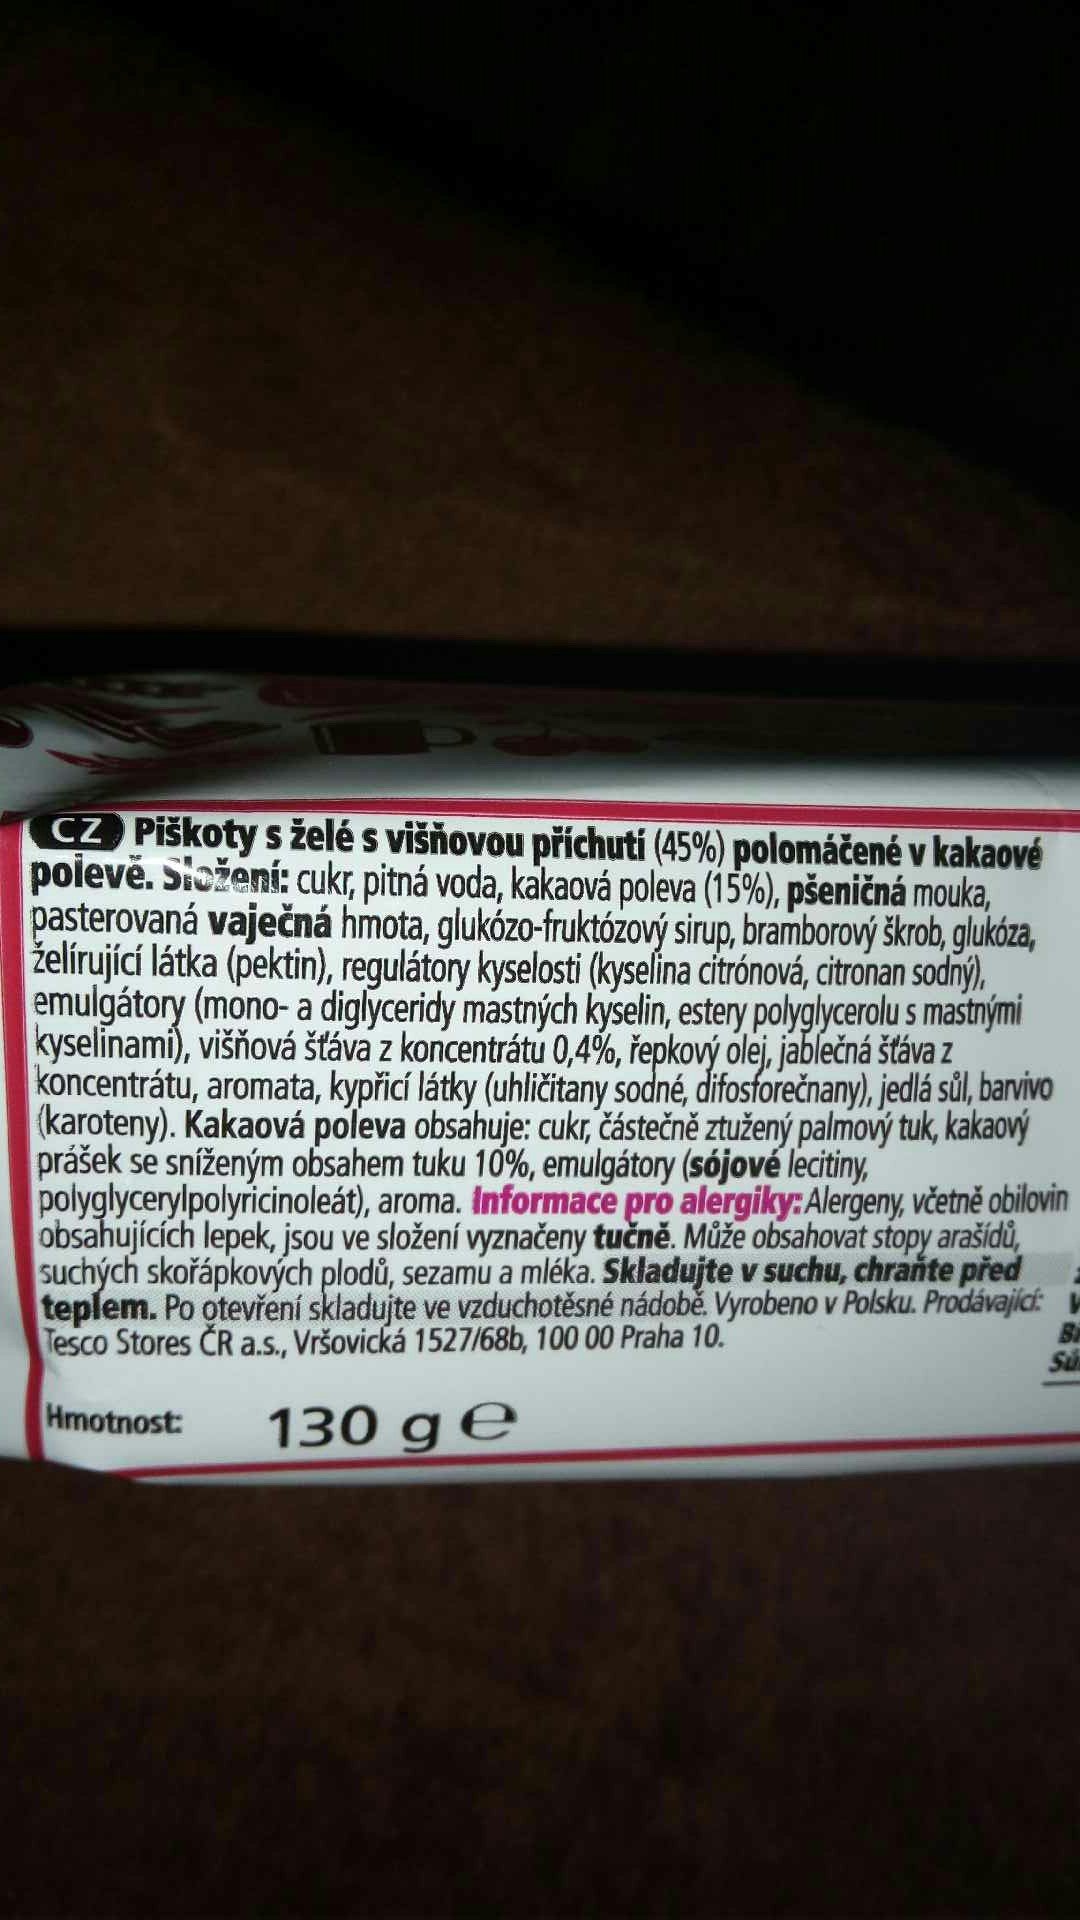 CZ Piškoty s želé s višňovou příchutí (45%) polomáčené v kakaové
polevě. Složení: cukr, pitná voda, kakaová poleva (15%), pšeničná mouka,
pasterovaná vaječná hmota, glukózo-fruktózový sirup, bramborový škrob, glukóza,
želírující látka (pektin), regulátory kyselosti (kyselina citrónová, citronan sodný),
emulgátory (mono- a diglyceridy mastných kyselin, estery polyglycerolu s mastnými
kyselinami), višňová šťáva z koncentrátu 0,4%, řepkový olej, jablečná šťáva z
koncentrátu, aromata, kypřicí látky (uhličitany sodné, difosforečnany), jedlá sůl, barvivo
(karoteny). Kakaová poleva obsahuje: cukr, částečně ztužený palmový tuk, kakaový
prášek se sníženým obsahem tuku 10%, emulgátory (sójové lecitiny,
polyglycerylpolyricinoleát), aroma. Informace pro alergiky: Alergeny, včetně obilovin
obsahujících lepek, jsou ve složení vyznačeny tučně. Může obsahovat stopy arašídů,
suchých skořápkových plodů, sezamu a mléka. Skladujte v suchu, chraňte před
teplem. Po otevření skladujte ve vzduchotěsné nádobě. Vyrobeno v Polsku. Prodávající:
Tesco Stores ČR a.s., Vršovická 1527/68b, 100 00 Praha 10.
Hmotnost: 130 g e